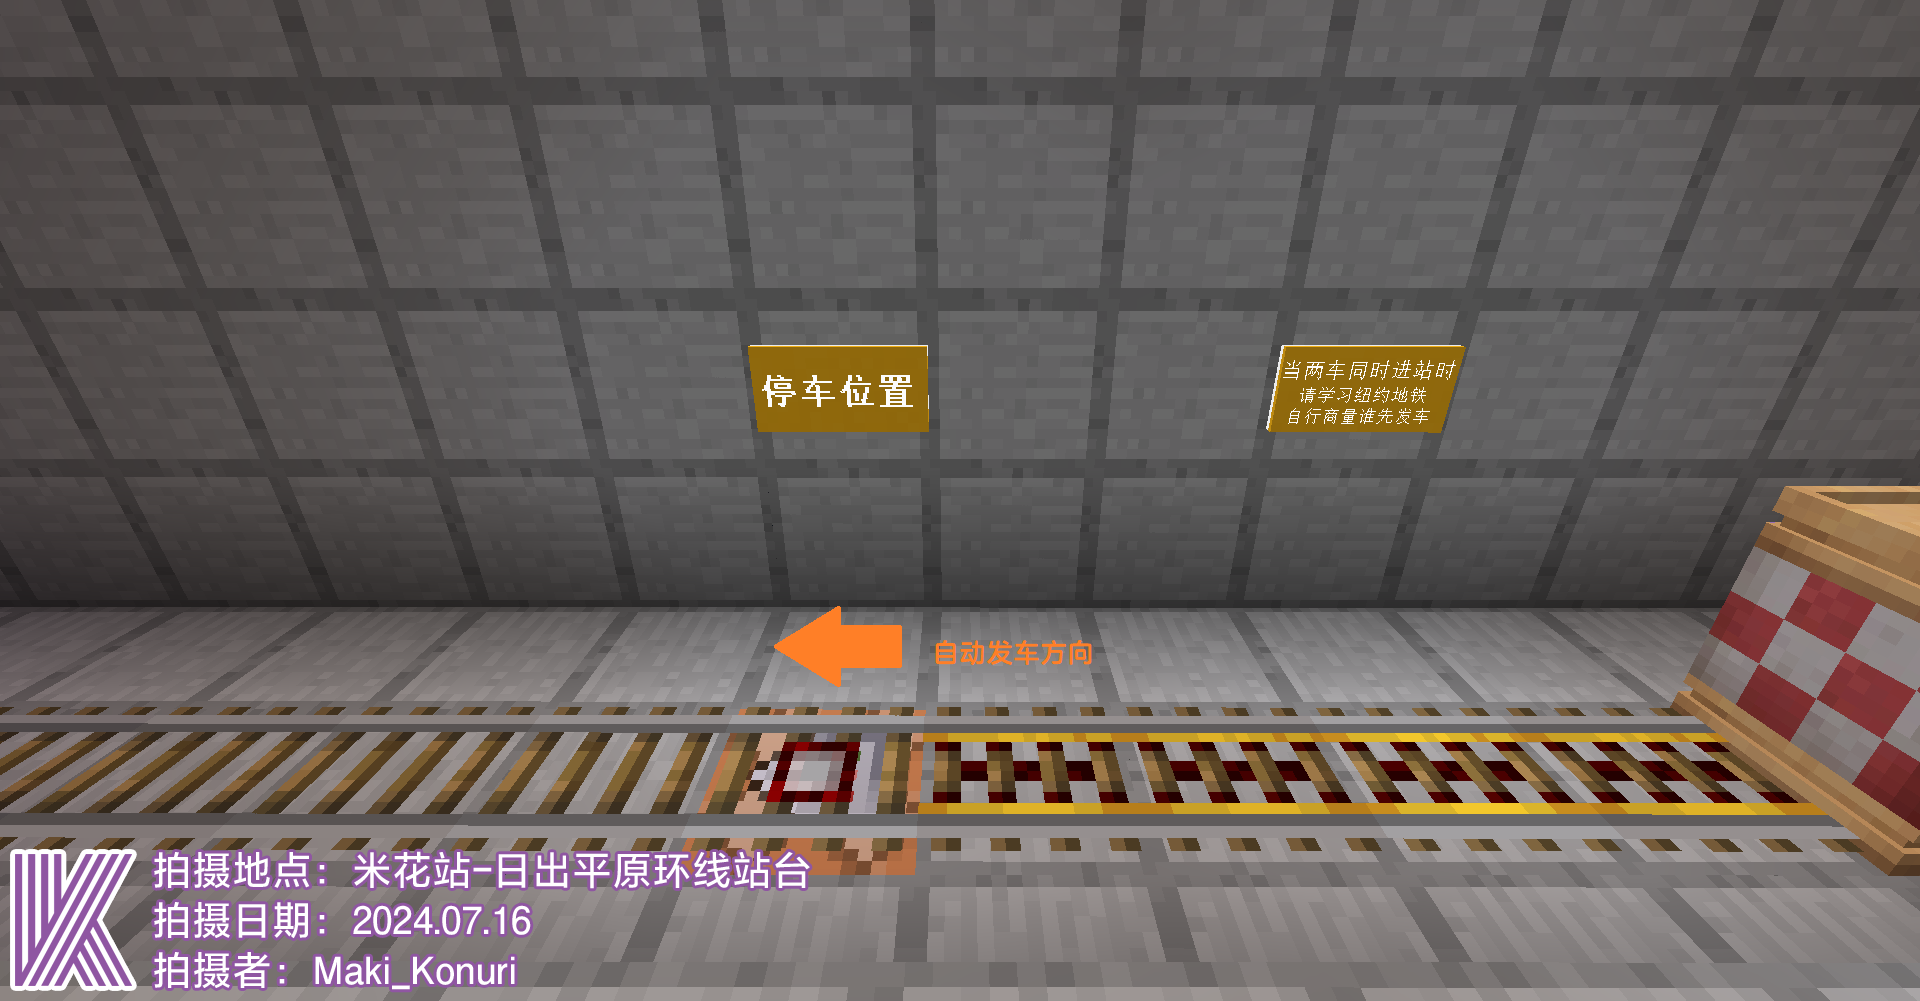 停车位置
当两车同时进站时
请学习纽约地铁
自行商量谁先发车
自动发车方向
拍摄地点：米花站-日出平原环线站台
拍摄日期：2024.07.16
拍摄者：Maki_Konuri